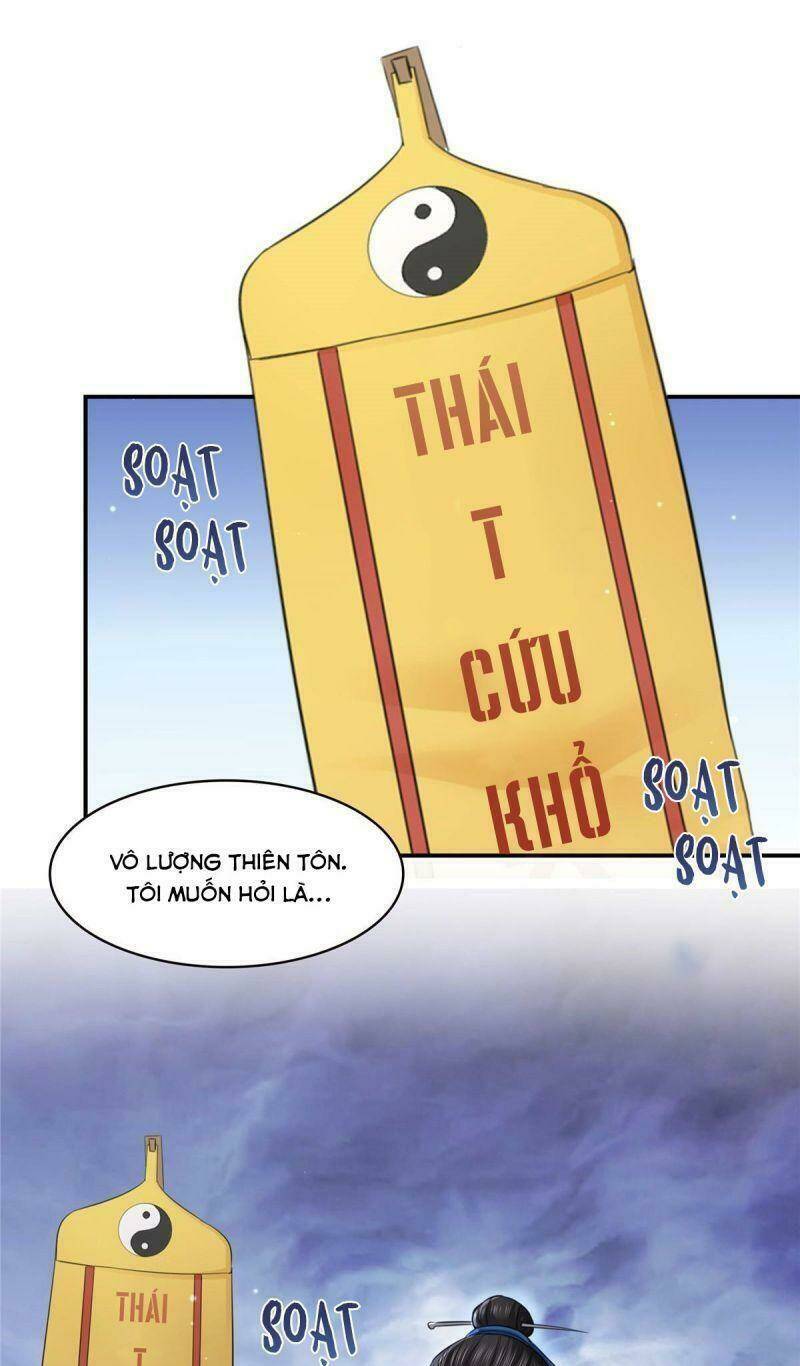 THÁI
T
CỨU
KHỔ
SOẠT
SOẠT
SOẠT
SOẠT
VÔ LƯỢNG THIÊN TÔN.
TÔI MUỐN HỎI LÀ...
THÁI
T
SOẠT